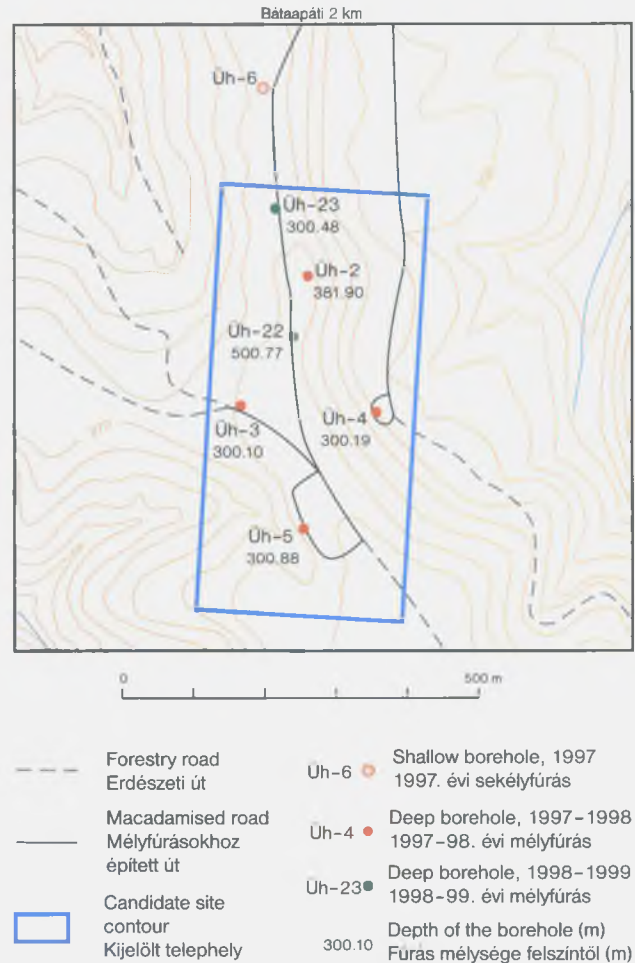 Bátaapáti 2 km
Üh-6
Üh-23
300.48
Üh-2
381.90
Üh-22
500.77
Üh-3
300.10
Üh-4
300.19
Üh-5
300.88
0
500 m
Forestry road
Erdészeti út
Macadamised road
Mélyfúrásokhoz
épített út
Candidate site
contour
Kijelölt telephely
Üh-6
Shallow borehole, 1997
1997. évi sekélyfúrás
Üh-4
Deep borehole, 1997-1998
1997-98. évi mélyfúrás
Üh-23
Deep borehole, 1998-1999
1998-99. évi mélyfúrás
300.10
Depth of the borehole (m)
Fúras mélysége felszíntől (m)